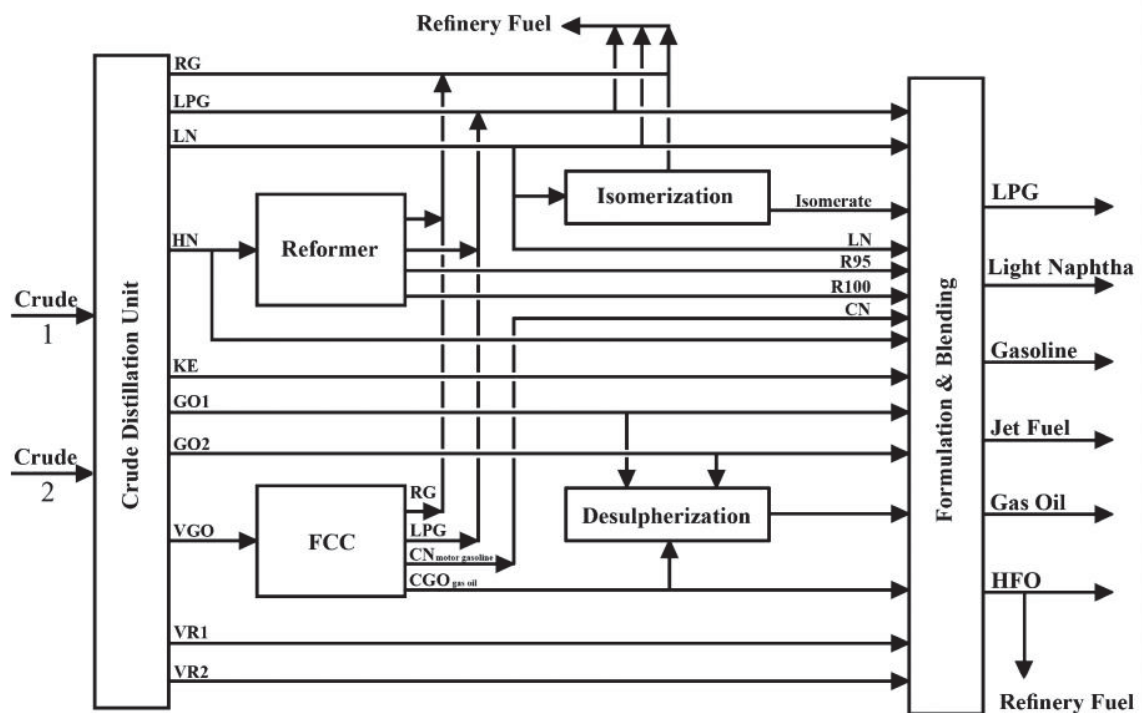 Refinery Fuel
RG
LPG
LN
Isomerization
Isomerate
LPG
Reformer
HN
LN
R95
Light Naphtha
R100
Crude
1
CN
Gasoline
KE
GO1
Jet Fuel
GO2
Crude
2
Crude Distillation Unit
Formulation & Blending
RG
Desulpherization
Gas Oil
VGO
FCC
LPG
CN motor gasoline
CGO gas oil
HFO
VR1
VR2
Refinery Fuel